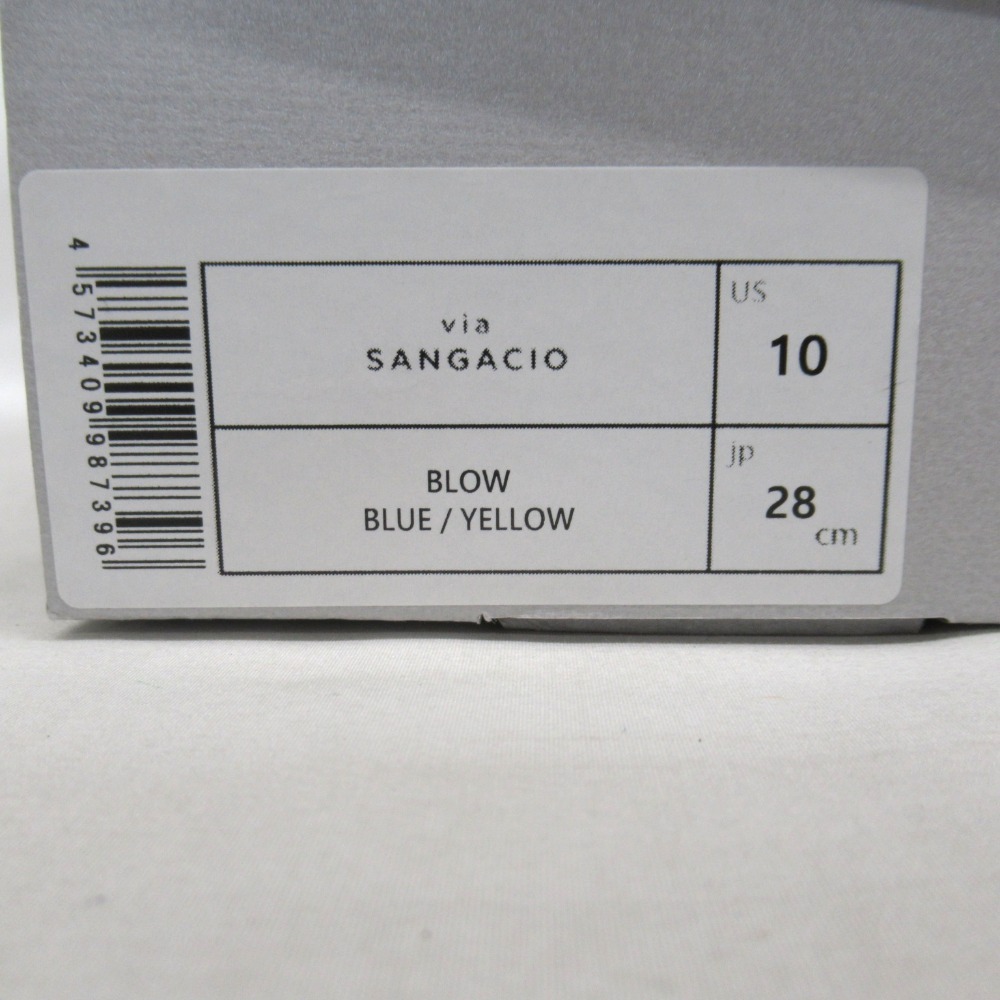 4573409987396
via
SANGACIO
US
10
BLOW
BLUE / YELLOW
jp
28
cm